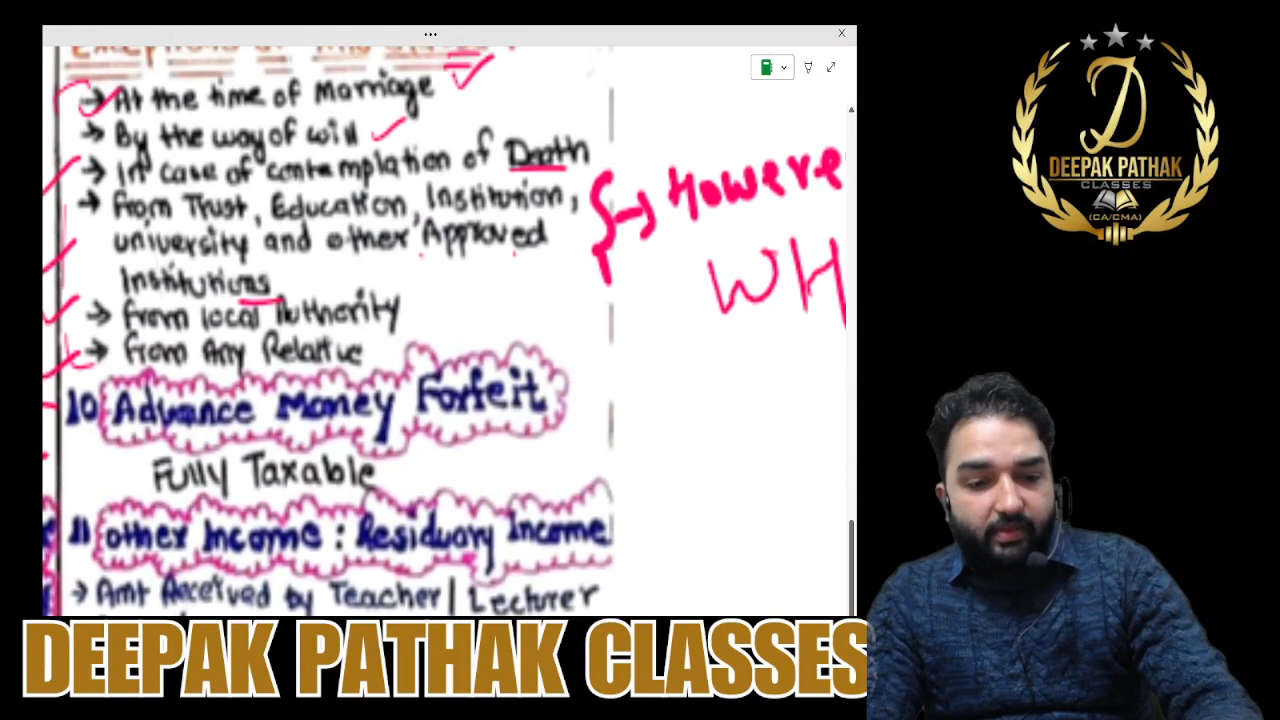 → At the time of Marriage
→ By the way of will
→ In case of contemplation of Death
→ from Trust, Education, Institution,
university and other Approved
Institutions
→ from local Authority
→ from Any Relative
→ Howere
WH
10 Advance Money Forfeit
Fully Taxable
11 other Income : Residuary Income
→ Amt Received by Teacher / Lecturer
D
DEEPAK PATHAK
CLASSES
(CA/CMA)
DEEPAK PATHAK CLASSES